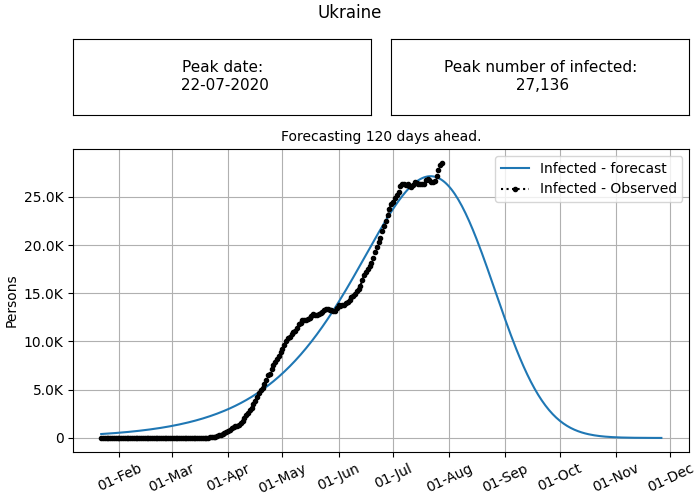 Ukraine
Peak date:
22-07-2020
Peak number of infected:
27,136
Forecasting 120 days ahead.
Infected - forecast
Infected - Observed
Persons
25.0K
20.0K
15.0K
10.0K
5.0K
0
01-Feb
01-Mar
01-Apr
01-May
01-Jun
01-Jul
01-Aug
01-Sep
01-Oct
01-Nov
01-Dec